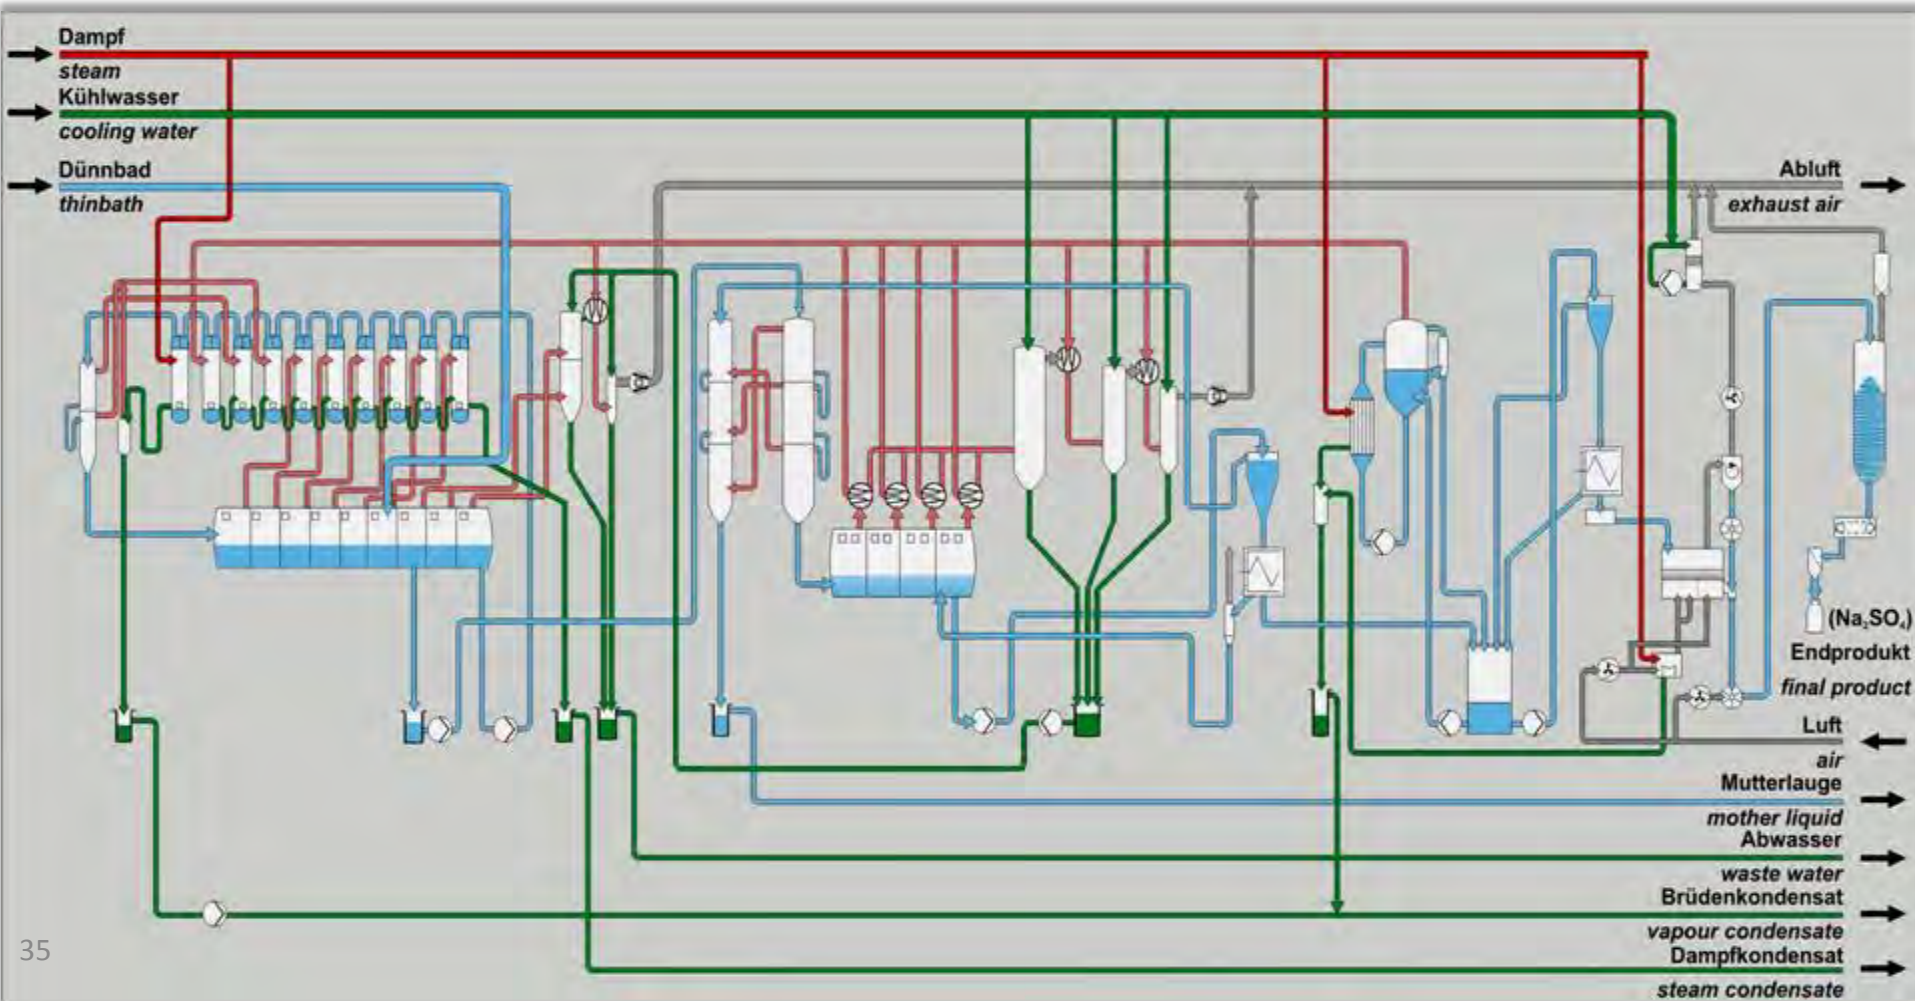 Dampf
steam
Kühlwasser
cooling water
Dünnbad
thinbath
Abluft
exhaust air
(Na₂SO₄)
Endprodukt
final product
Luft
air
Mutterlauge
mother liquid
Abwasser
waste water
Brüdenkondensat
vapour condensate
Dampfkondensat
steam condensate
35